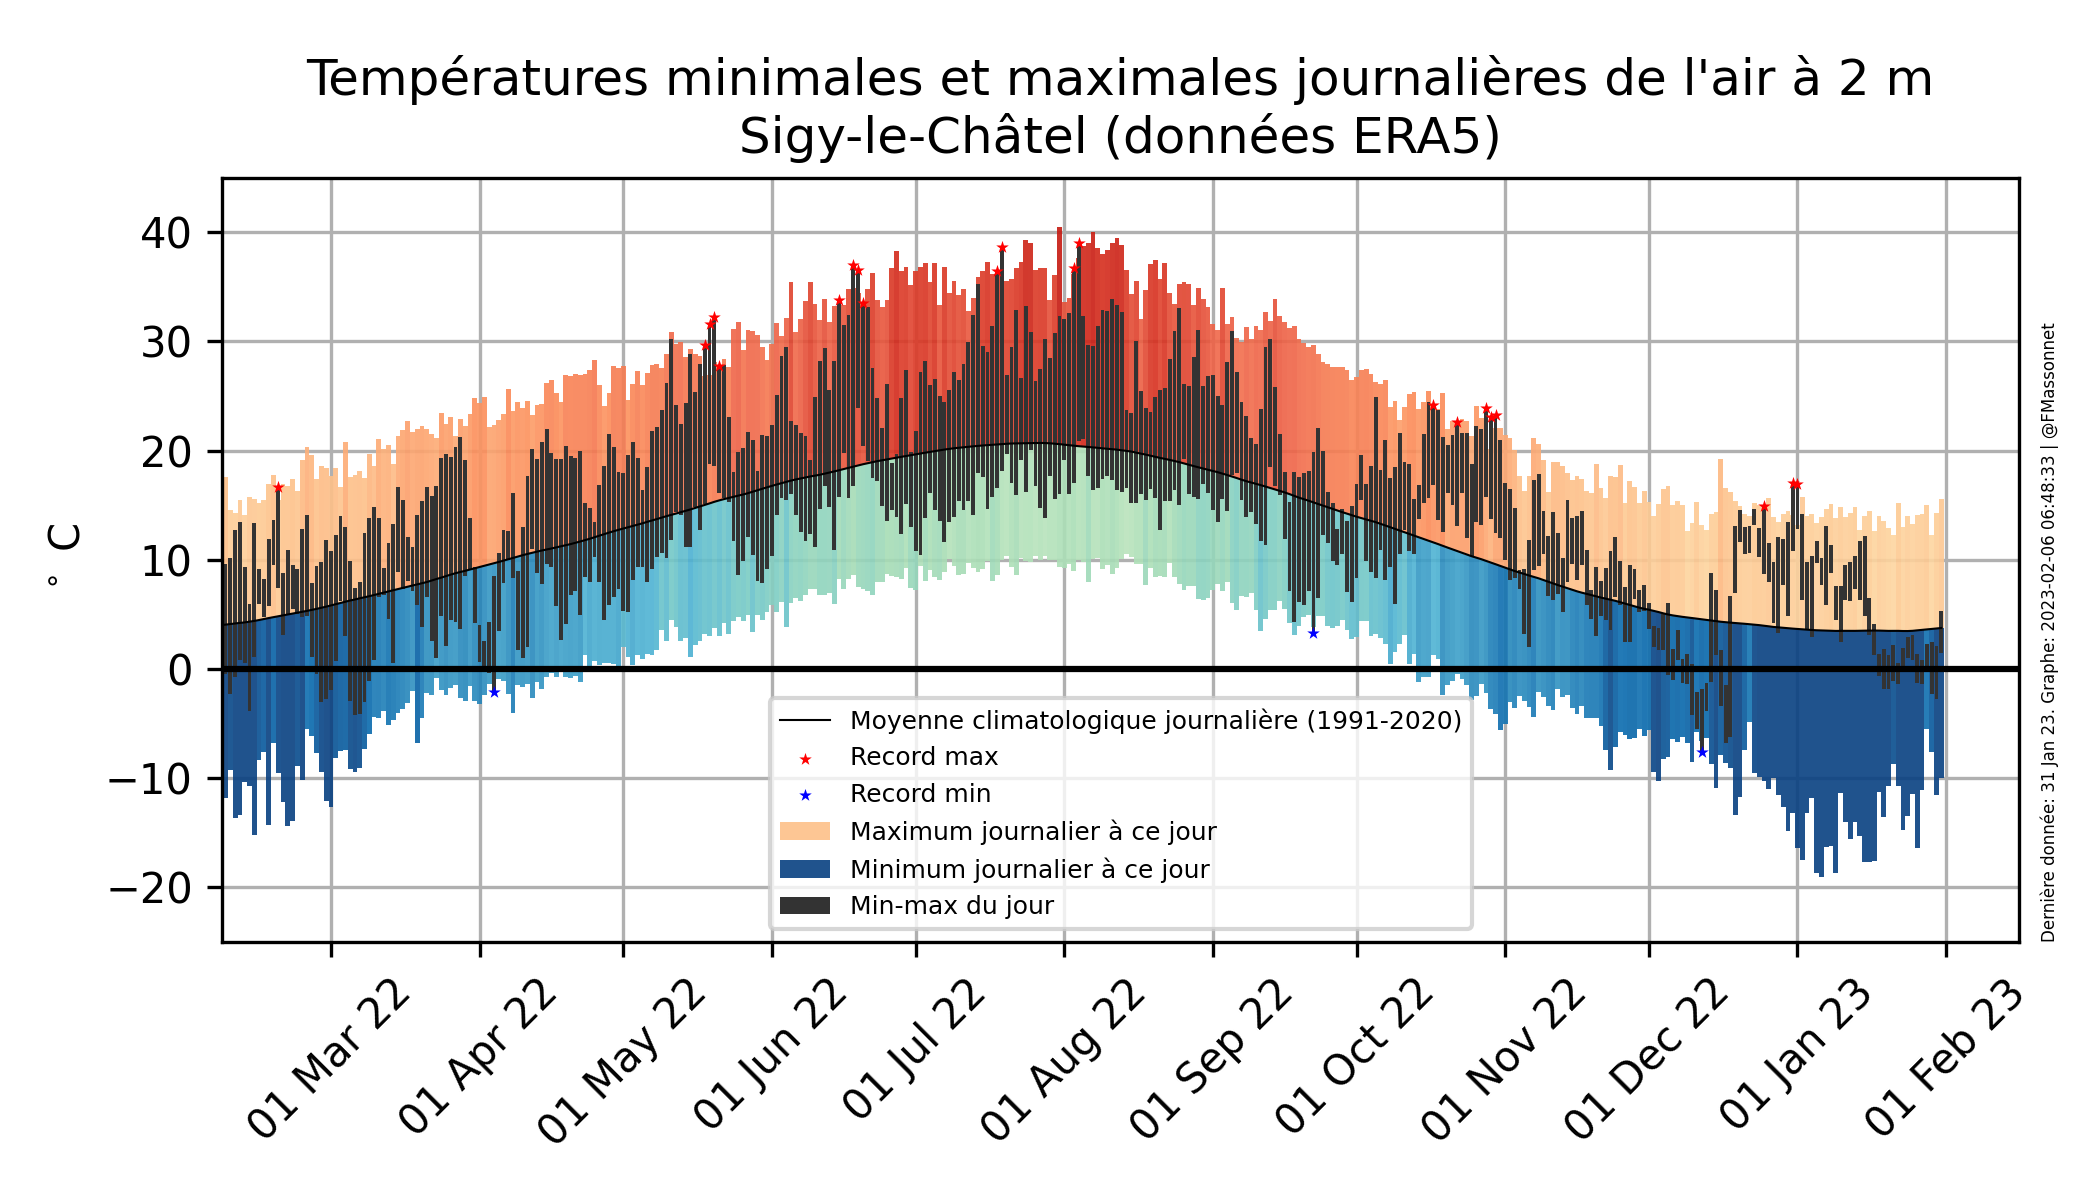 Températures minimales et maximales journalières de l'air à 2 m
Sigy-le-Châtel (données ERA5)
° C
40
30
20
10
0
−10
−20
Moyenne climatologique journalière (1991-2020)
Record max
Record min
Maximum journalier à ce jour
Minimum journalier à ce jour
Min-max du jour
01 Mar 22
01 Apr 22
01 May 22
01 Jun 22
01 Jul 22
01 Aug 22
01 Sep 22
01 Oct 22
01 Nov 22
01 Dec 22
01 Jan 23
01 Feb 23
Dernière donnée: 31 Jan 23. Graphe: 2023-02-06 06:48:33 | @FMassonnet